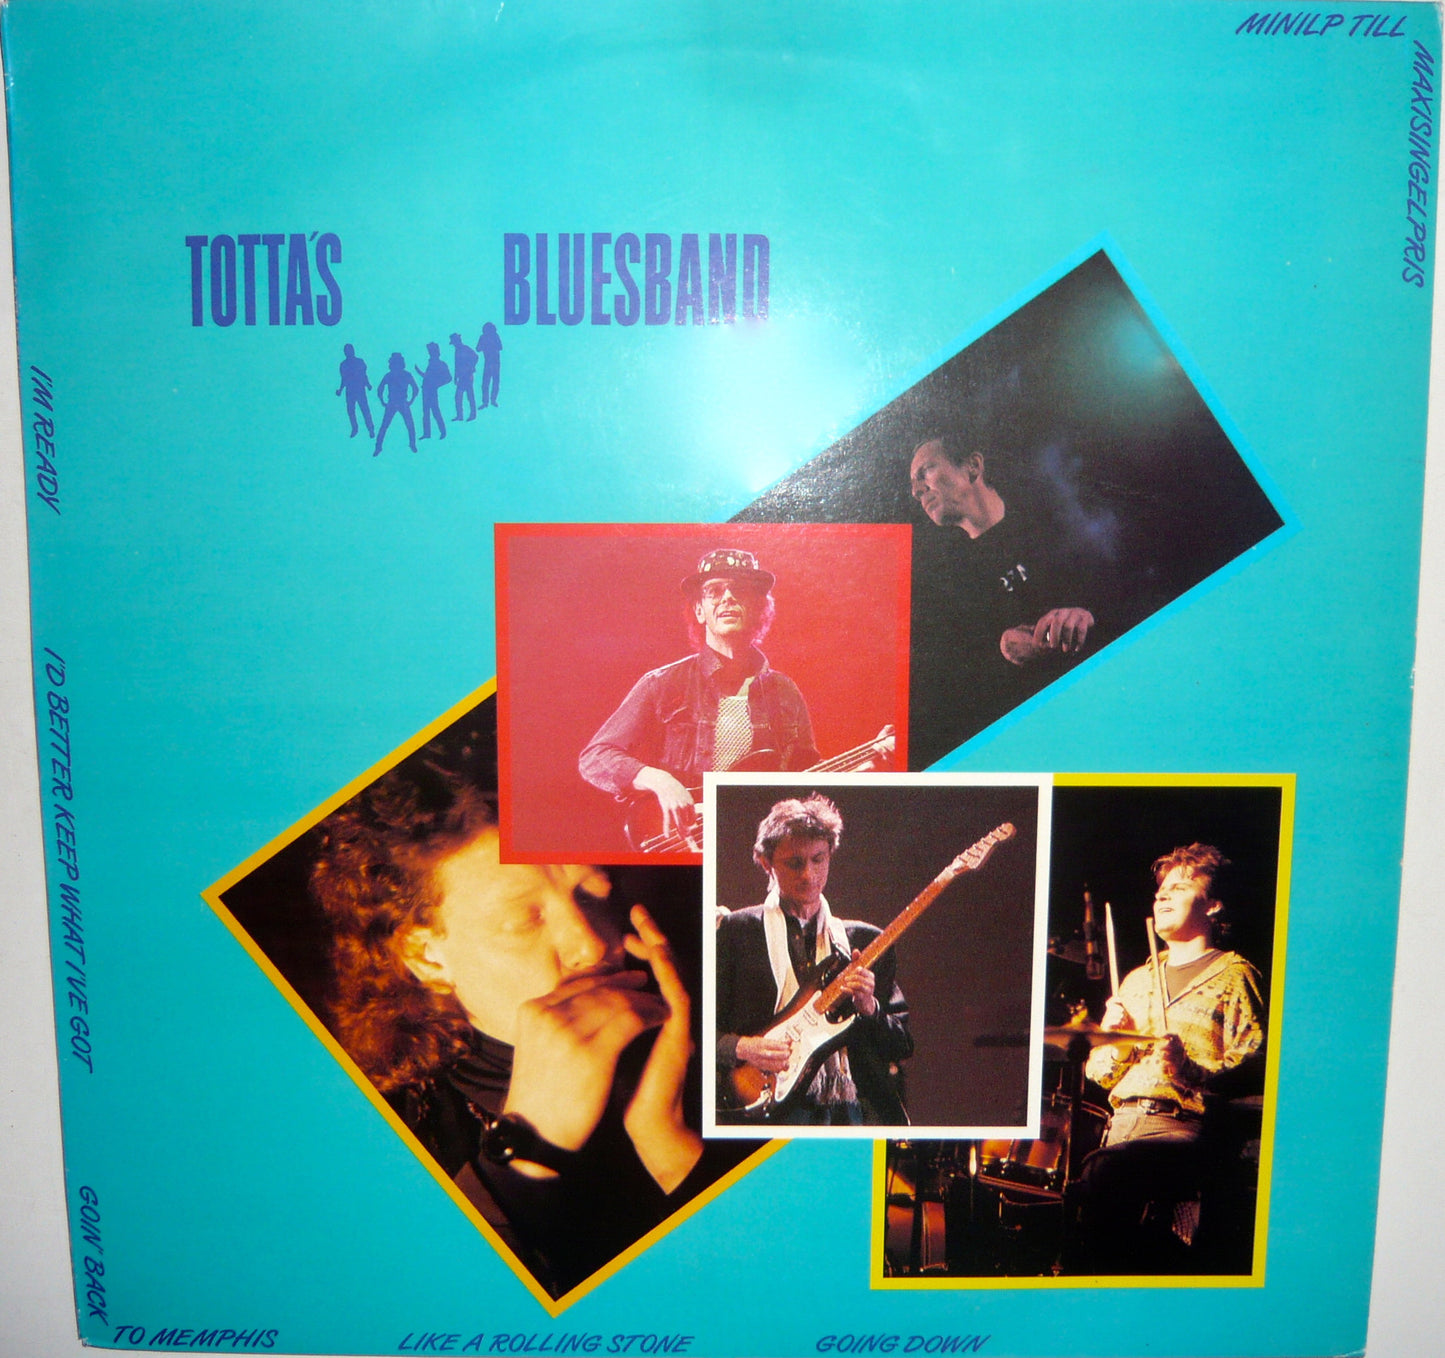 MINILP TILL
MAXISINGELPRIS
TOTTA'S BLUESBAND
I'M READY
I'D BETTER KEEP WHAT I'VE GOT
GOIN' BACK
TO MEMPHIS
LIKE A ROLLING STONE
GOING DOWN